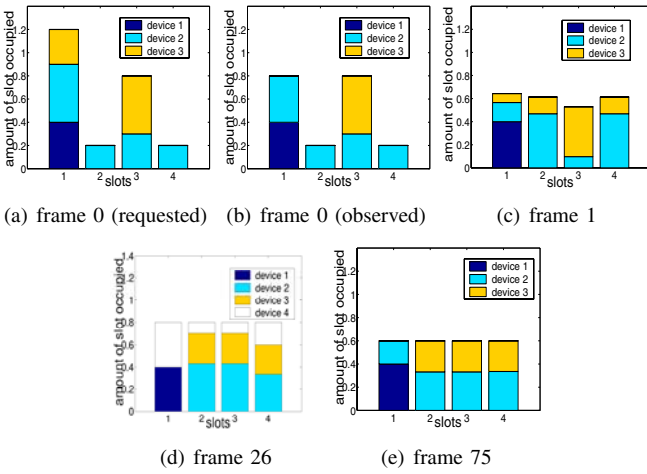 amount of slot occupied
1.2
1
0.8
0.6
0.4
0.2
0
device 1
device 2
device 3
1 2 3 4
slots
(a) frame 0 (requested)
amount of slot occupied
1.2
1
0.8
0.6
0.4
0.2
0
device 1
device 2
device 3
1 2 3 4
slots
(b) frame 0 (observed)
amount of slot occupied
1.2
1
0.8
0.6
0.4
0.2
0
device 1
device 2
device 3
1 2 3 4
slots
(c) frame 1
amount of slot occupied
1.4
1.2
1
0.8
0.6
0.4
0.2
0
device 1
device 2
device 3
device 4
1 2 3 4
slots
(d) frame 26
amount of slot occupied
1.2
1
0.8
0.6
0.4
0.2
0
device 1
device 2
device 3
1 2 3 4
slots
(e) frame 75